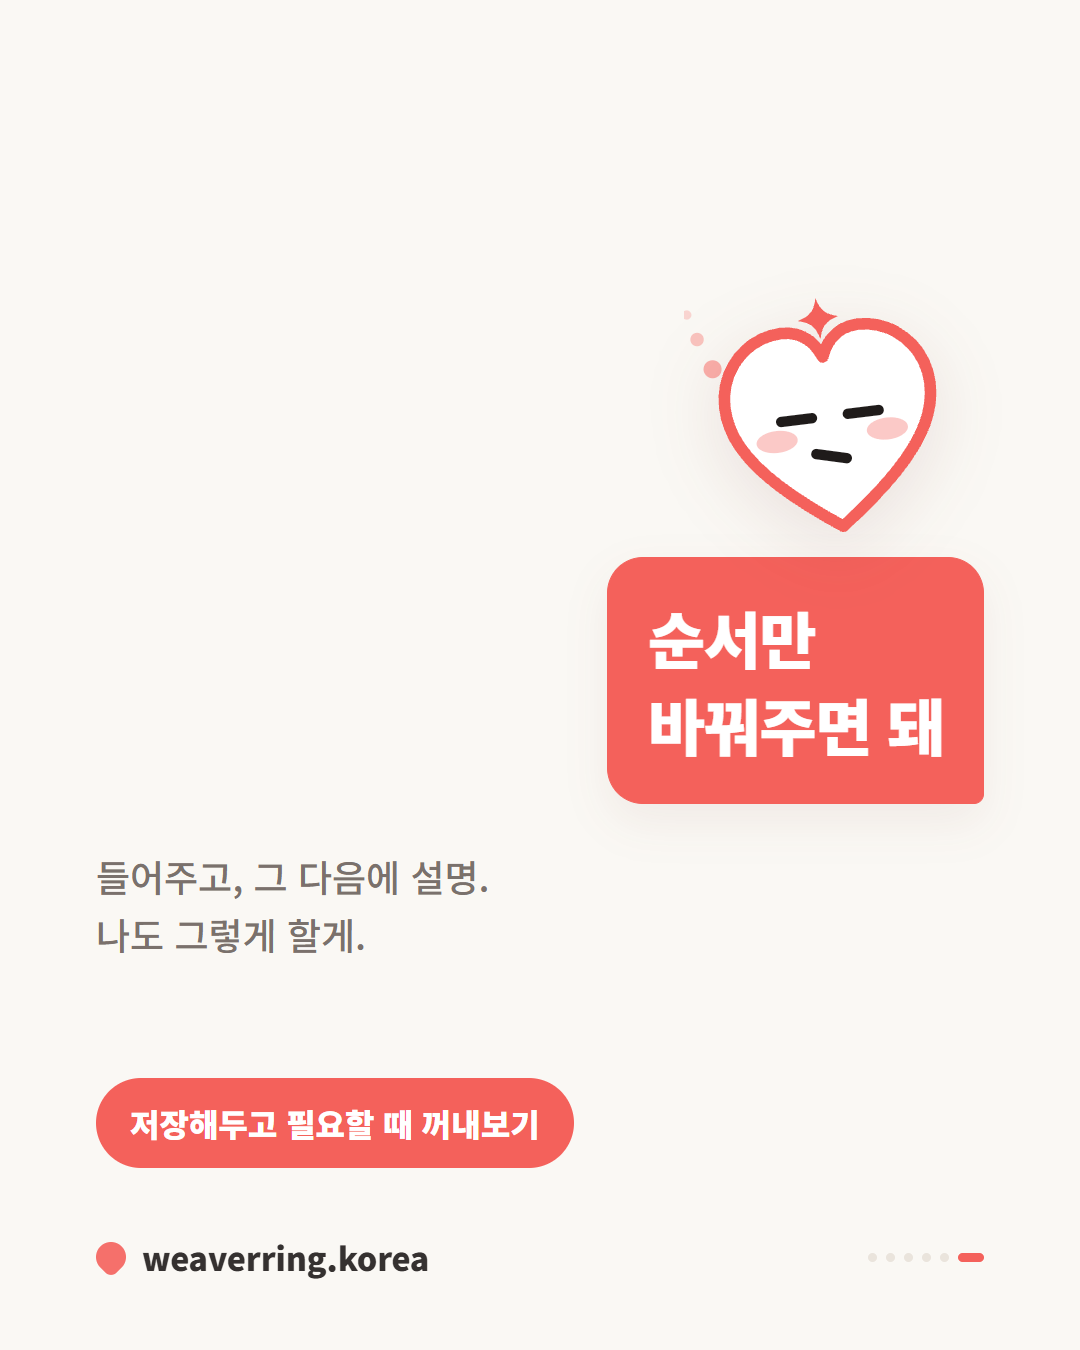 순서만
바꿔주면 돼
들어주고, 그 다음에 설명.
나도 그렇게 할게.
저장해두고 필요할 때 꺼내보기
weaverring.korea